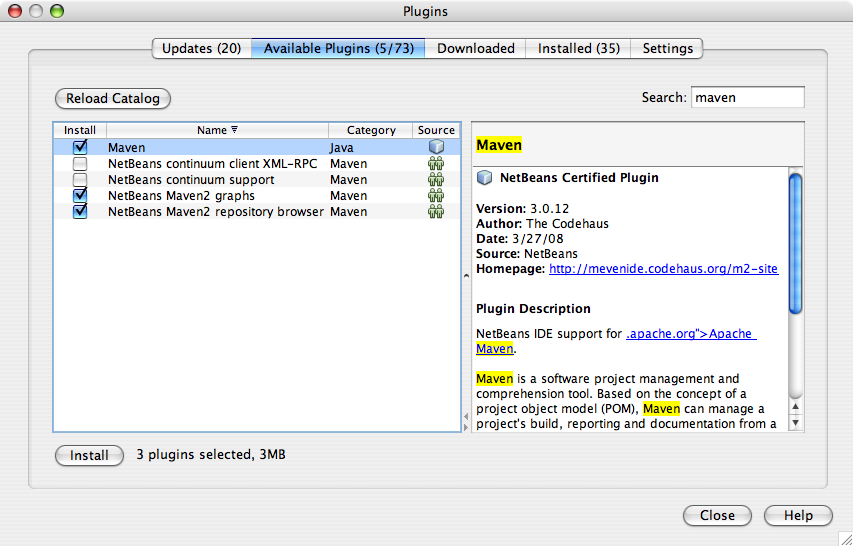 Plugins
Updates (20)
Available Plugins (5/73)
Downloaded
Installed (35)
Settings
Reload Catalog
Search:
maven
Install
Name
Category
Source
Maven
Java
NetBeans continuum client XML-RPC
Maven
NetBeans continuum support
Maven
NetBeans Maven2 graphs
Maven
NetBeans Maven2 repository browser
Maven
Maven
NetBeans Certified Plugin
Version: 3.0.12
Author: The Codehaus
Date: 3/27/08
Source: NetBeans
Homepage: http://mevenide.codehaus.org/m2-site
Plugin Description
NetBeans IDE support for .apache.org">Apache
Maven.
Maven is a software project management and
comprehension tool. Based on the concept of a
project object model (POM), Maven can manage a
project's build, reporting and documentation from a
Install
3 plugins selected, 3MB
Close
Help